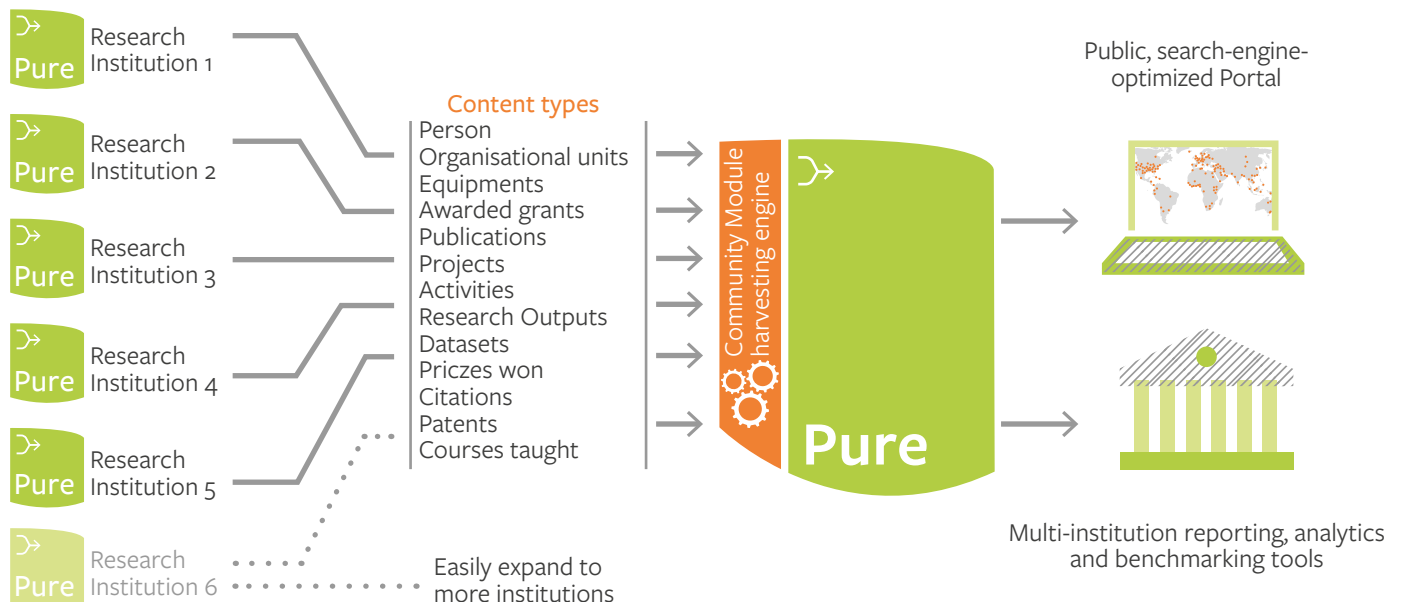 Pure
Research
Institution 1
Pure
Research
Institution 2
Pure
Research
Institution 3
Pure
Research
Institution 4
Pure
Research
Institution 5
Pure
Research
Institution 6
Easily expand to
more institutions
Content types
Person
Organisational units
Equipments
Awarded grants
Publications
Projects
Activities
Research Outputs
Datasets
Priczes won
Citations
Patents
Courses taught
Community Module
harvesting engine
Pure
Public, search-engine-
optimized Portal
Multi-institution reporting, analytics
and benchmarking tools